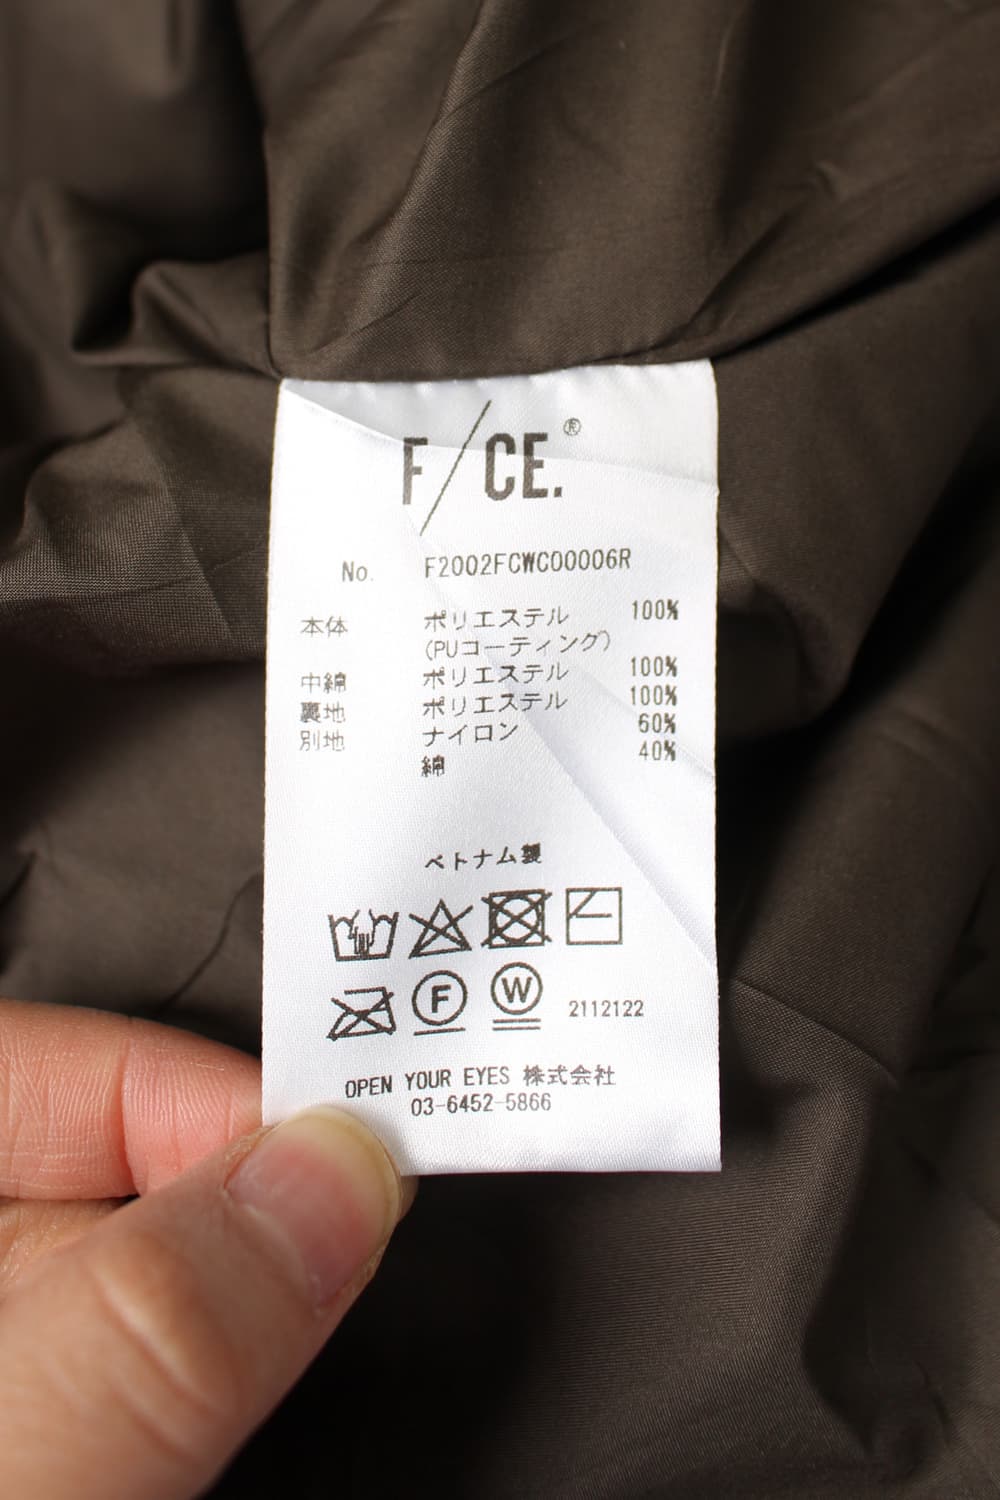 F/CE.®
No. F2002FCWC00006R
本体 ポリエステル 100%
(PUコーティング)
中綿 ポリエステル 100%
裏地 ポリエステル 100%
別地 ナイロン 60%
綿 40%
ベトナム製
F W 2112122
OPEN YOUR EYES 株式会社
03-6452-5866